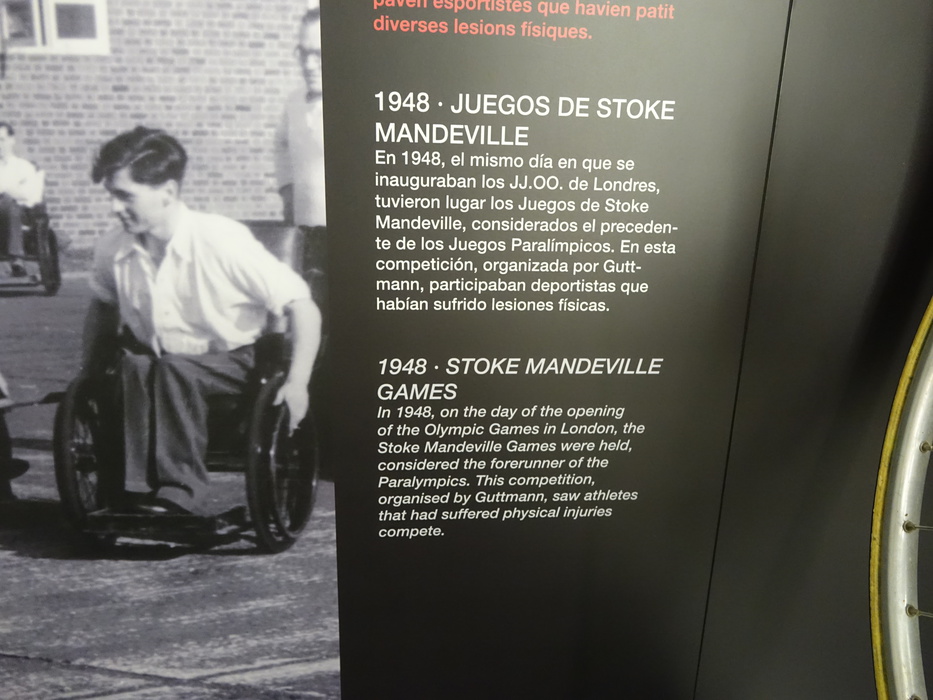 paven esportistes que havien patit
diverses lesions físiques.
1948 · JUEGOS DE STOKE
MANDEVILLE
En 1948, el mismo día en que se
inauguraban los JJ.OO. de Londres,
tuvieron lugar los Juegos de Stoke
Mandeville, considerados el preceden-
te de los Juegos Paralímpicos. En esta
competición, organizada por Gutt-
mann, participaban deportistas que
habían sufrido lesiones físicas.
1948 · STOKE MANDEVILLE
GAMES
In 1948, on the day of the opening
of the Olympic Games in London, the
Stoke Mandeville Games were held,
considered the forerunner of the
Paralympics. This competition,
organised by Guttmann, saw athletes
that had suffered physical injuries
compete.